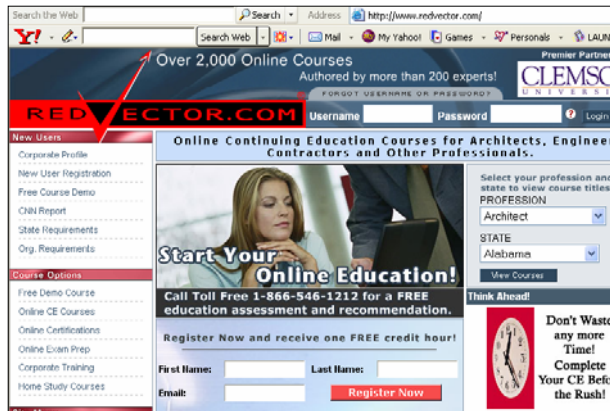 Search the Web Search Address http://www.redvector.com/
Y! Search Web Mail My Yahoo! Games Personals LAUN
Over 2,000 Online Courses
Authored by more than 200 experts!
Premier Partne
CLEMSO
UNIVERSI
FORGOT USERNAME OR PASSWORD?
REDVECTOR.COM Username Password ? Login
New Users
Corporate Profile
New User Registration
Free Course Demo
CNN Report
State Requirements
Org. Requirements
Course Options
Free Demo Course
Online CE Courses
Online Certifications
Online Exam Prep
Corporate Training
Home Study Courses
Online Continuing Education Courses for Architects, Enginee
Contractors and Other Professionals.
Start Your
Online Education!
Call Toll Free 1-866-546-1212 for a FREE
education assessment and recommendation.
Register Now and receive one FREE credit hour!
First Name: Last Name:
Email: Register Now
Select your profession and
state to view course titles
PROFESSION
Architect
STATE
Alabama
View Courses
Think Ahead!
Don't Waste
any more
Time!
Complete
Your CE Befo
the Rush!